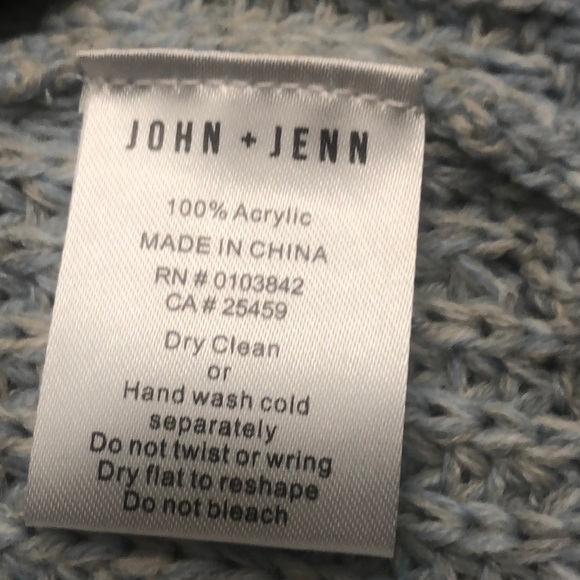 JOHN + JENN
100% Acrylic
MADE IN CHINA
RN # 0103842
CA # 25459
Dry Clean
or
Hand wash cold
separately
Do not twist or wring
Dry flat to reshape
Do not bleach